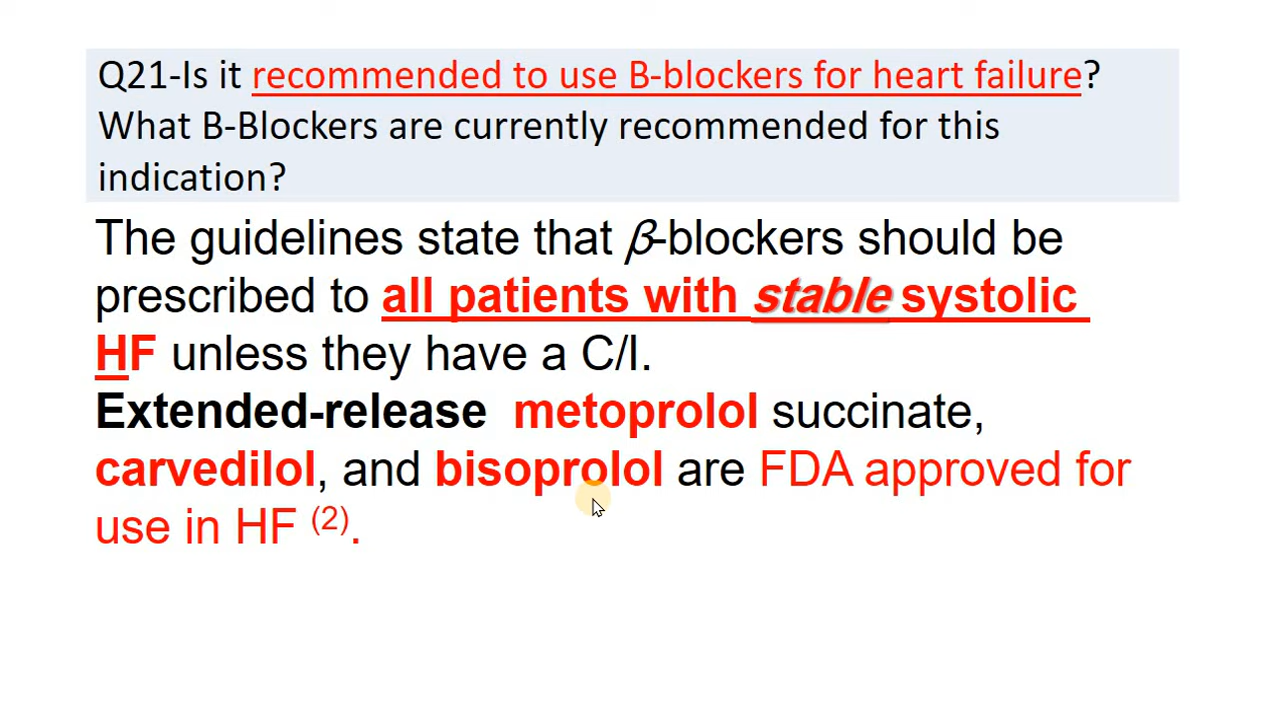 Q21-Is it recommended to use B-blockers for heart failure?
What B-Blockers are currently recommended for this
indication?
The guidelines state that β-blockers should be
prescribed to all patients with stable systolic
HF unless they have a C/I.
Extended-release metoprolol succinate,
carvedilol, and bisoprolol are FDA approved for
use in HF (2).